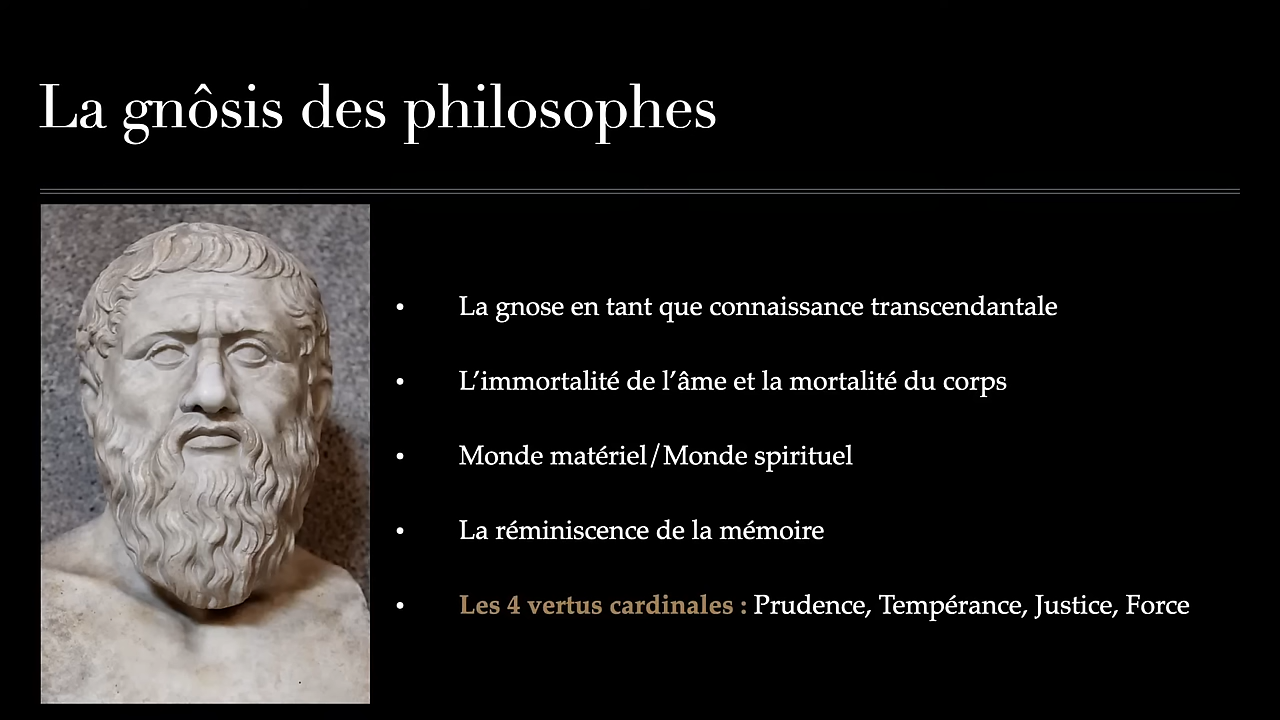 La gnôsis des philosophes
• La gnose en tant que connaissance transcendantale
• L’immortalité de l’âme et la mortalité du corps
• Monde matériel/Monde spirituel
• La réminiscence de la mémoire
• Les 4 vertus cardinales : Prudence, Tempérance, Justice, Force